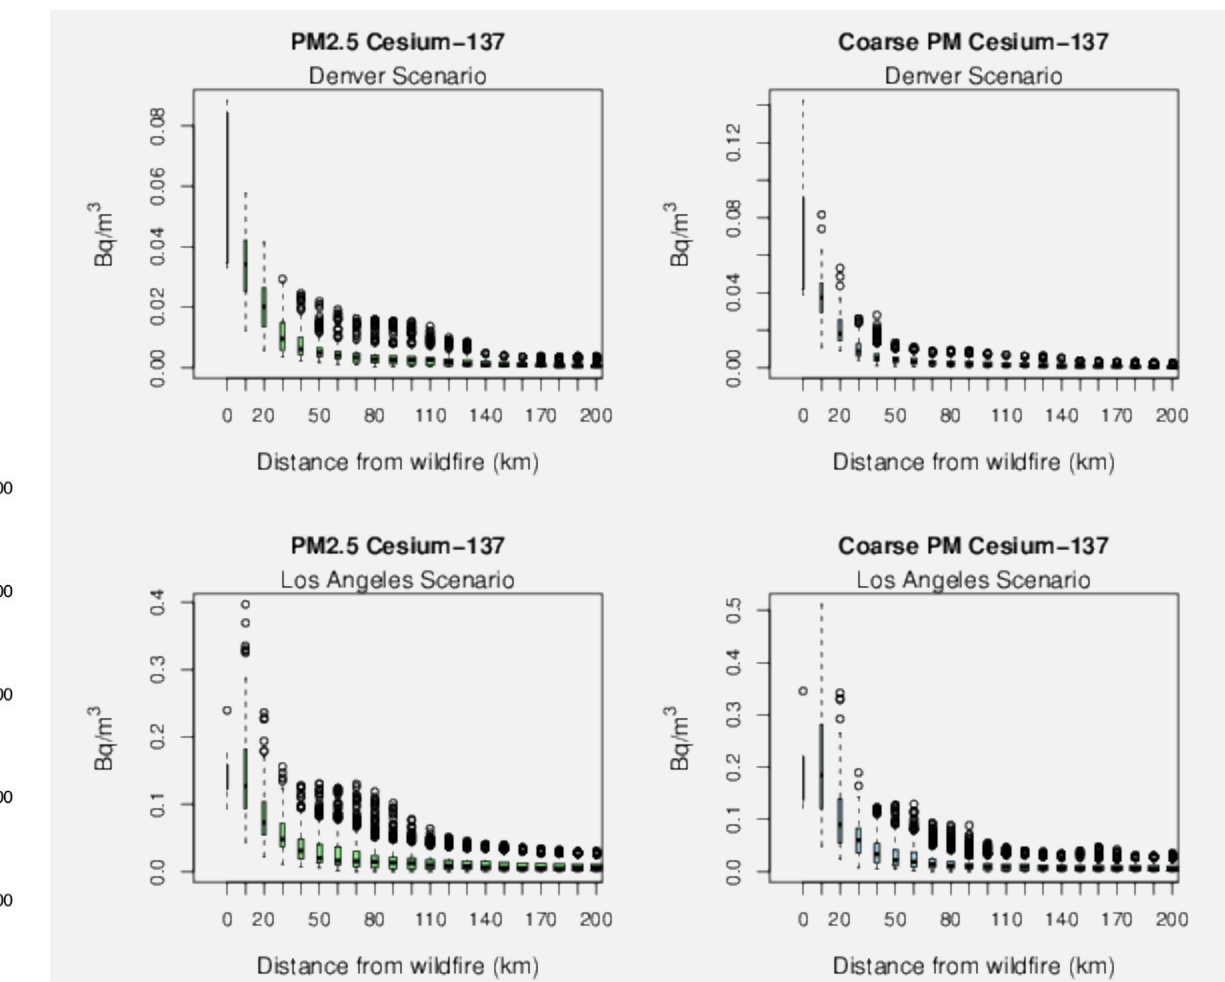 PM2.5 Cesium−137
Denver Scenario
Bq/m³
0.00 0.02 0.04 0.06 0.08
0 20 50 80 110 140 170 200
Distance from wildfire (km)
Coarse PM Cesium−137
Denver Scenario
Bq/m³
0.00 0.04 0.08 0.12
0 20 50 80 110 140 170 200
Distance from wildfire (km)
00
00
00
00
00
PM2.5 Cesium−137
Los Angeles Scenario
Bq/m³
0.0 0.1 0.2 0.3 0.4
0 20 50 80 110 140 170 200
Distance from wildfire (km)
Coarse PM Cesium−137
Los Angeles Scenario
Bq/m³
0.0 0.1 0.2 0.3 0.4 0.5
0 20 50 80 110 140 170 200
Distance from wildfire (km)